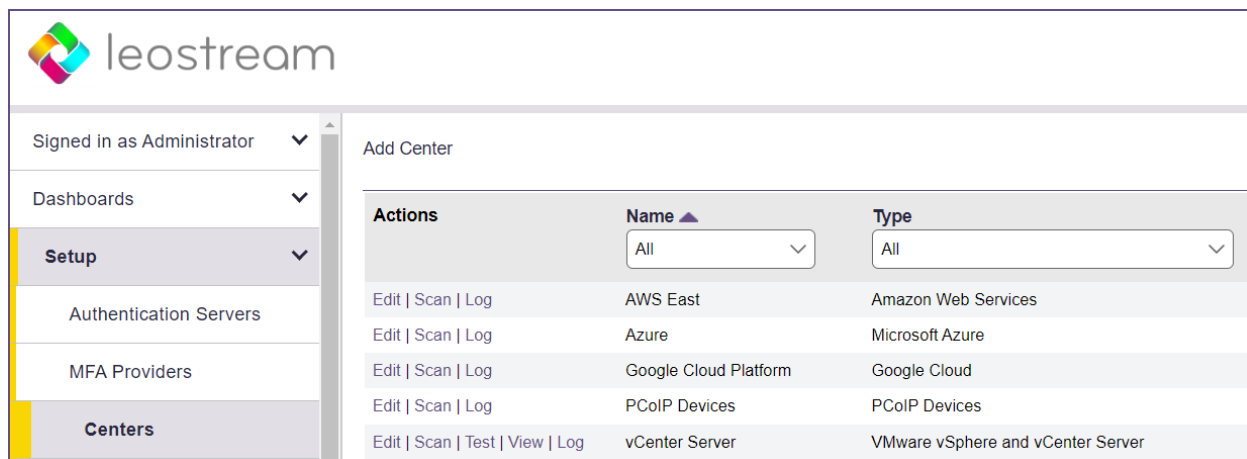 leostream
Signed in as Administrator
Dashboards
Setup
Authentication Servers
MFA Providers
Centers
Add Center
Actions Name Type
All All
Edit | Scan | Log AWS East Amazon Web Services
Edit | Scan | Log Azure Microsoft Azure
Edit | Scan | Log Google Cloud Platform Google Cloud
Edit | Scan | Log PCoIP Devices PCoIP Devices
Edit | Scan | Test | View | Log vCenter Server VMware vSphere and vCenter Server